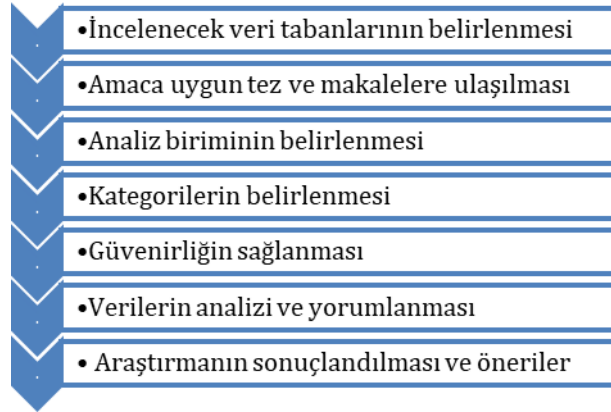 •İncelenecek veri tabanlarının belirlenmesi
•Amaca uygun tez ve makalelere ulaşılması
•Analiz biriminin belirlenmesi
•Kategorilerin belirlenmesi
•Güvenirliğin sağlanması
•Verilerin analizi ve yorumlanması
• Araştırmanın sonuçlandılması ve öneriler